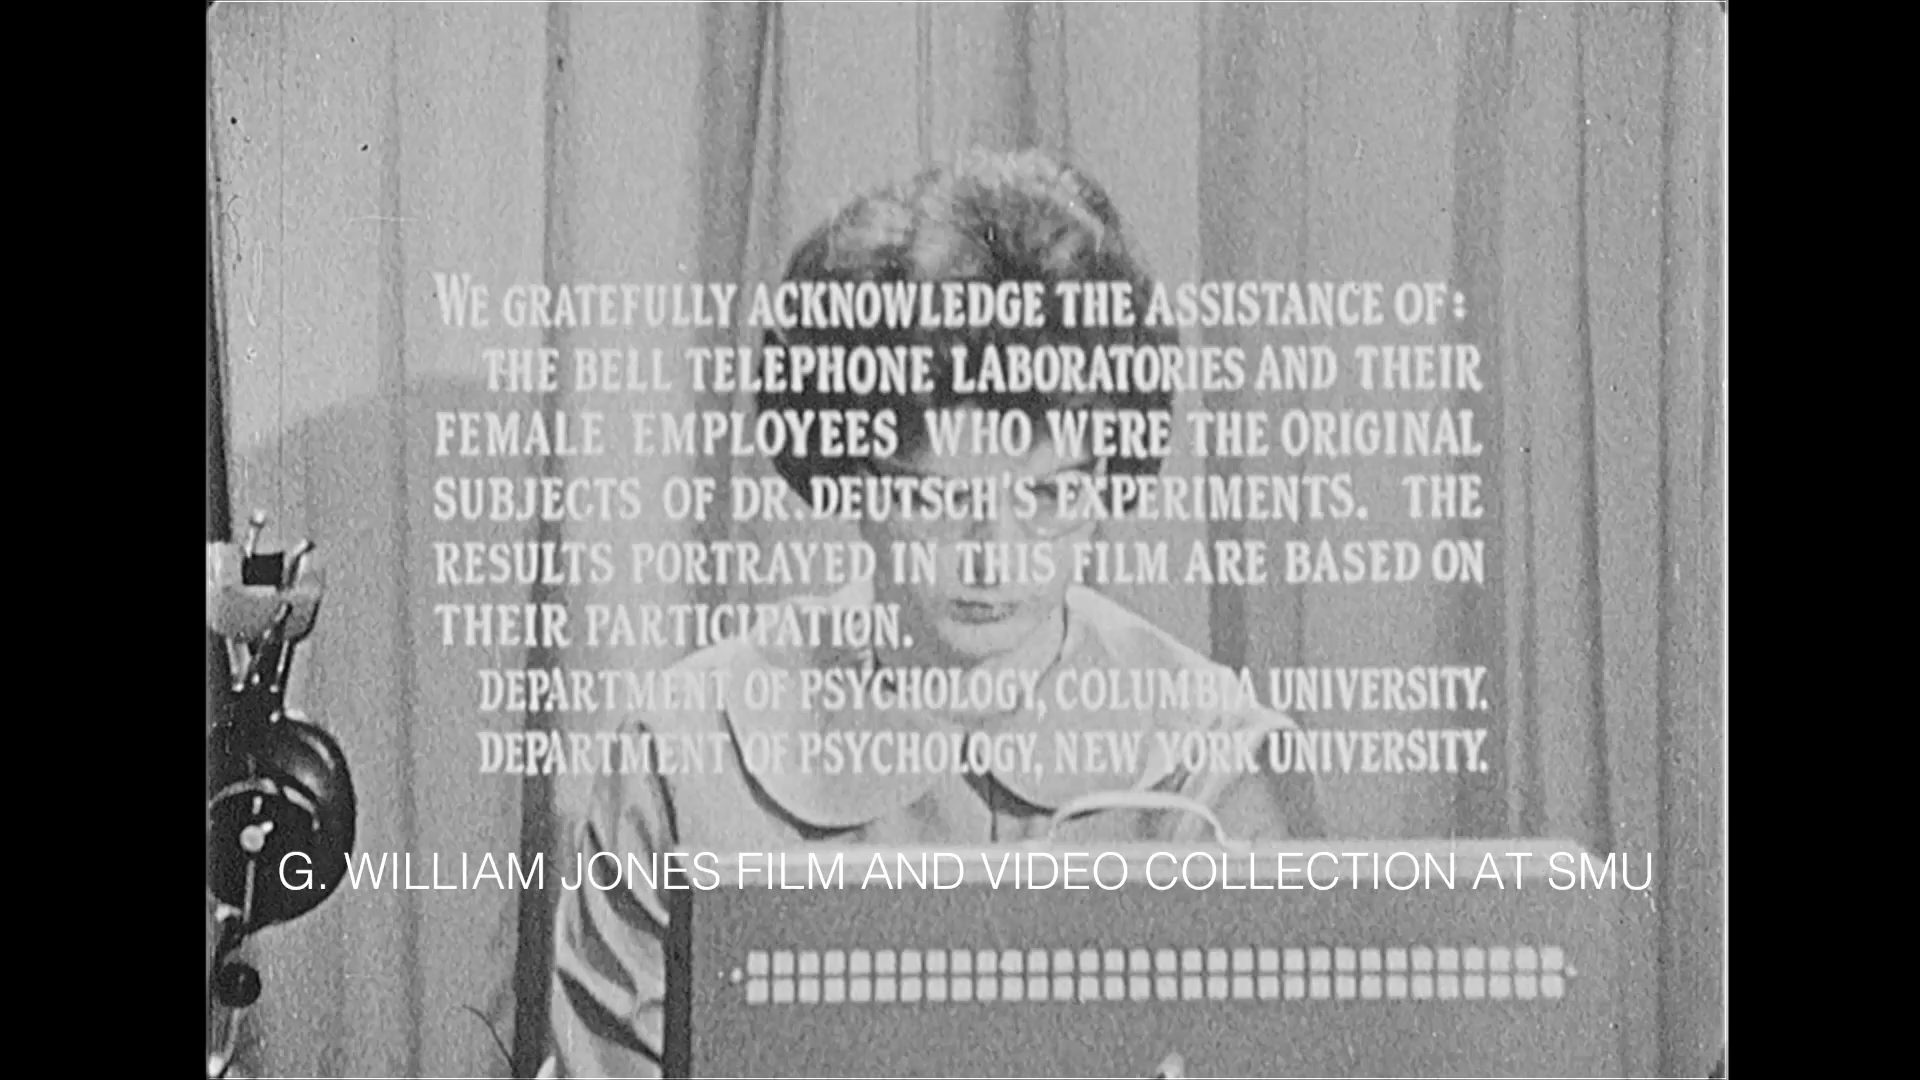 WE GRATEFULLY ACKNOWLEDGE THE ASSISTANCE OF:
THE BELL TELEPHONE LABORATORIES AND THEIR
FEMALE EMPLOYEES WHO WERE THE ORIGINAL
SUBJECTS OF DR. DEUTSCH'S EXPERIMENTS. THE
RESULTS PORTRAYED IN THIS FILM ARE BASED ON
THEIR PARTICIPATION.
DEPARTMENT OF PSYCHOLOGY, COLUMBIA UNIVERSITY.
DEPARTMENT OF PSYCHOLOGY, NEW YORK UNIVERSITY.
G. WILLIAM JONES FILM AND VIDEO COLLECTION AT SMU